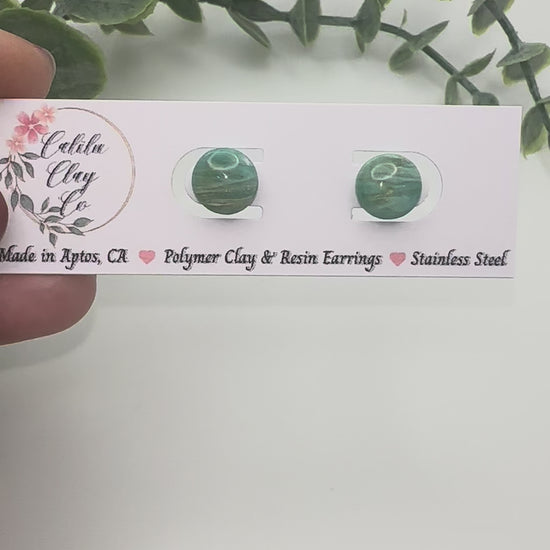 Calilu
Clay
Co
Made in Aptos, CA ♥ Polymer Clay & Resin Earrings ♥ Stainless Steel